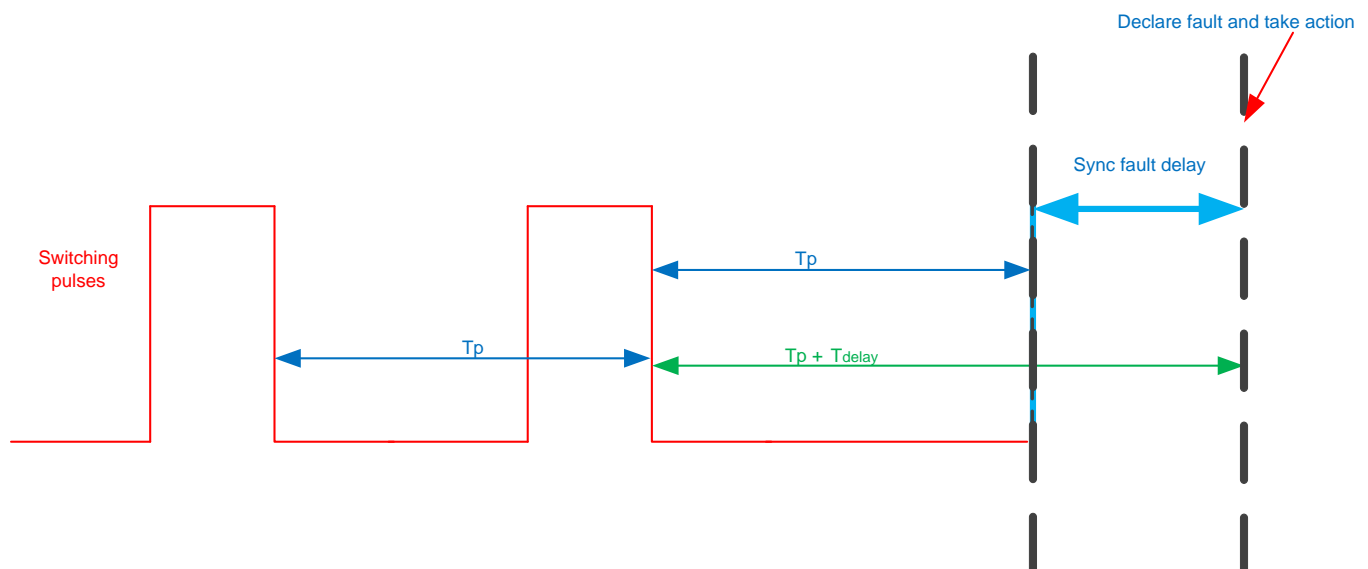 Declare fault and take action
Sync fault delay
Switching
pulses
Tp
Tp
Tp + Tdelay